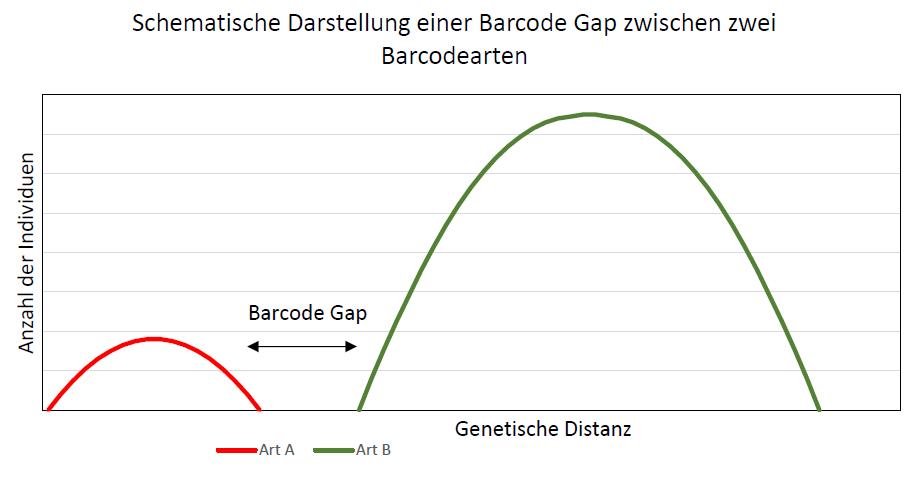 Schematische Darstellung einer Barcode Gap zwischen zwei
Barcodearten
Anzahl der Individuen
Barcode Gap
Genetische Distanz
Art A
Art B